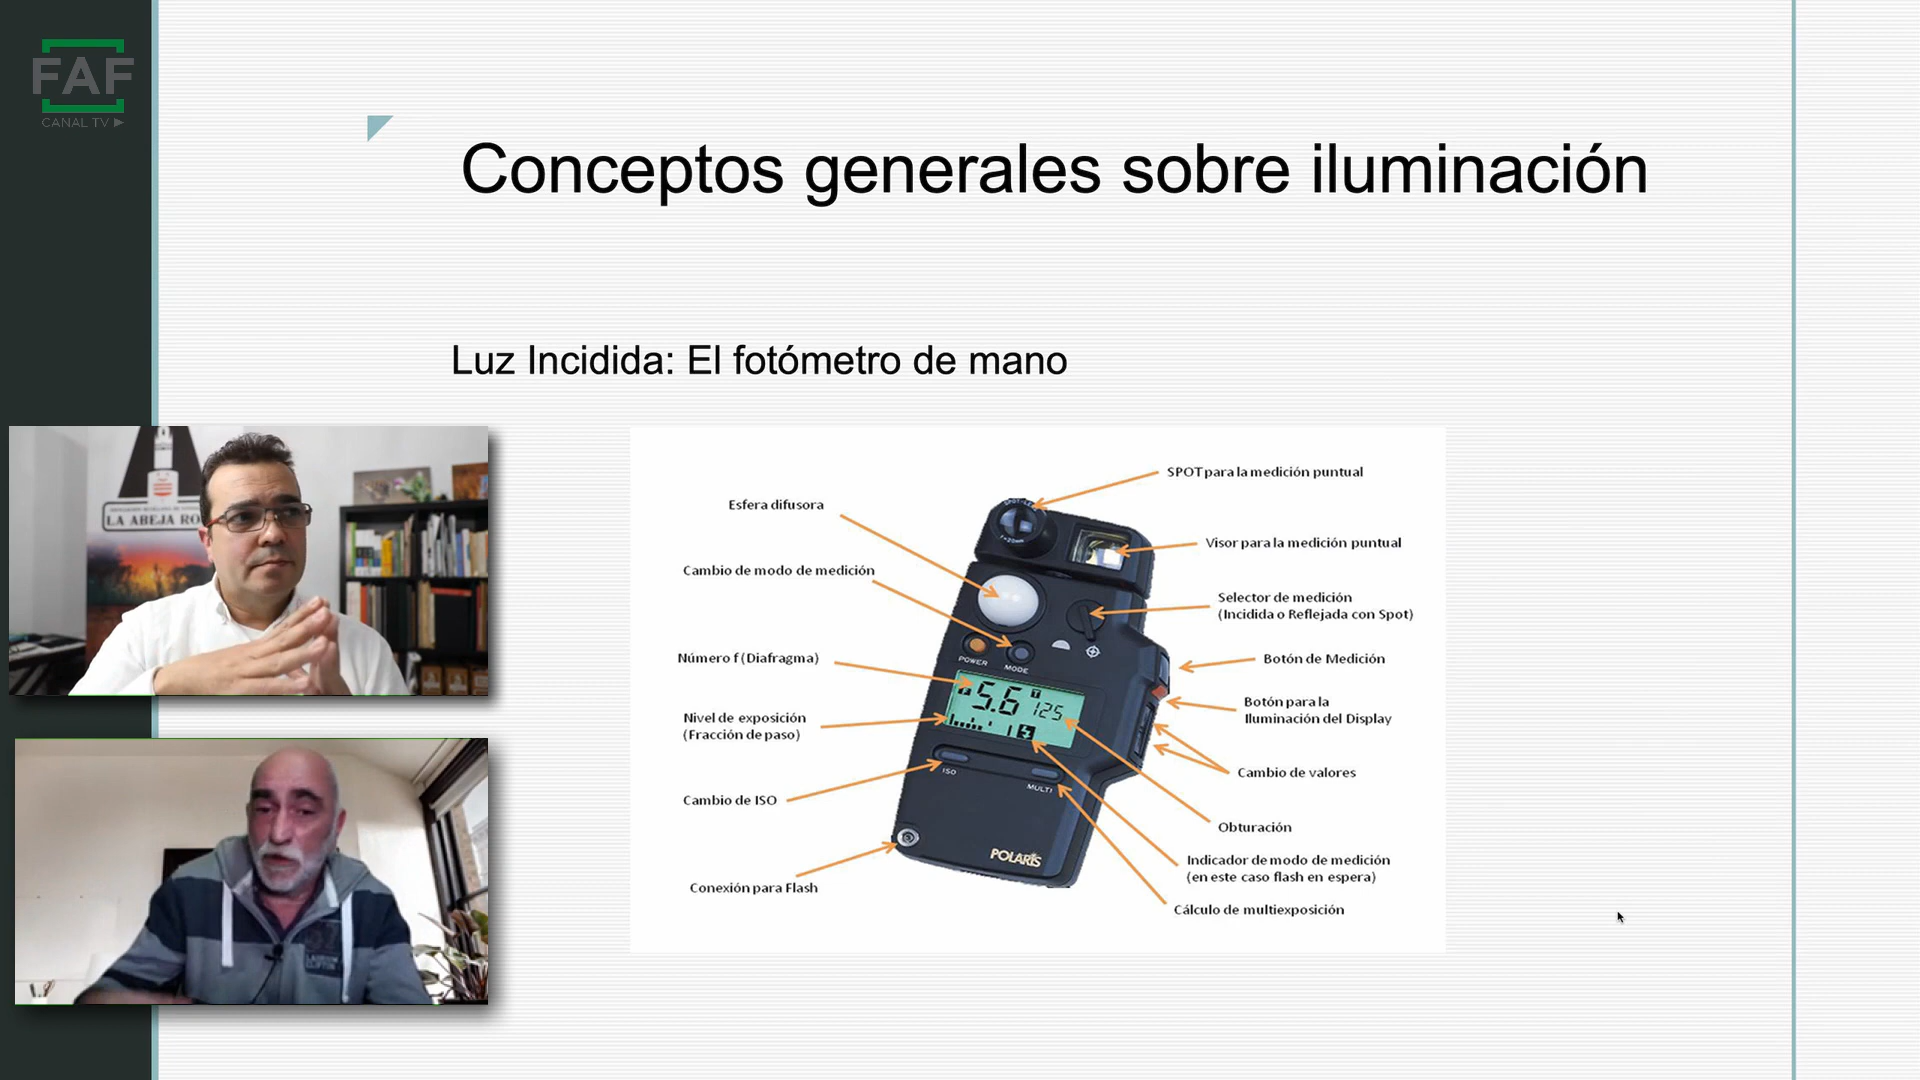 FAF
CANAL TV
Conceptos generales sobre iluminación
Luz Incidida: El fotómetro de mano
LA ABEJA RO
SPOT para la medición puntual
Esfera difusora
Visor para la medición puntual
Cambio de modo de medición
Selector de medición
(Incidida o Reflejada con Spot)
Número f (Diafragma)
Botón de Medición
POWER
MODE
5.6
125
Nivel de exposición
(Fracción de paso)
Botón para la
Iluminación del Display
Cambio de valores
Cambio de ISO
ISO
MULTI
Obturación
POLARIS
Indicador de modo de medición
(en este caso flash en espera)
Conexión para Flash
Cálculo de multiexposición